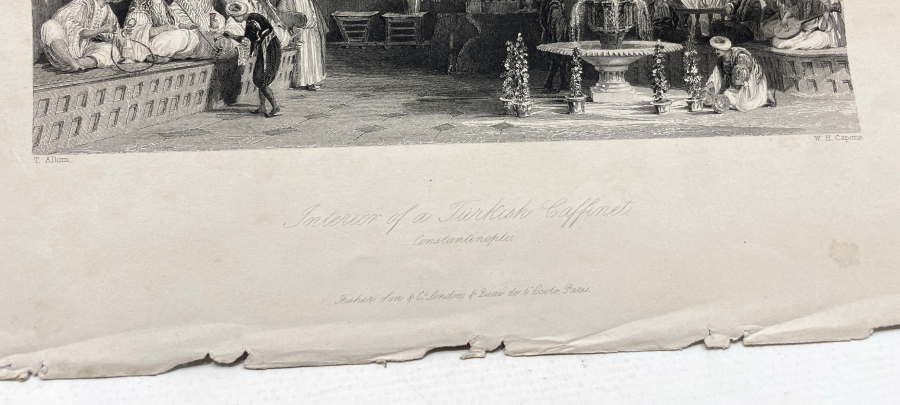 T. Allom.
W. H. Capone.
Interior of a Turkish Caffinet,
Constantinople.
Fisher, Son & Co. London, & Quai de l'Ecole, Paris.